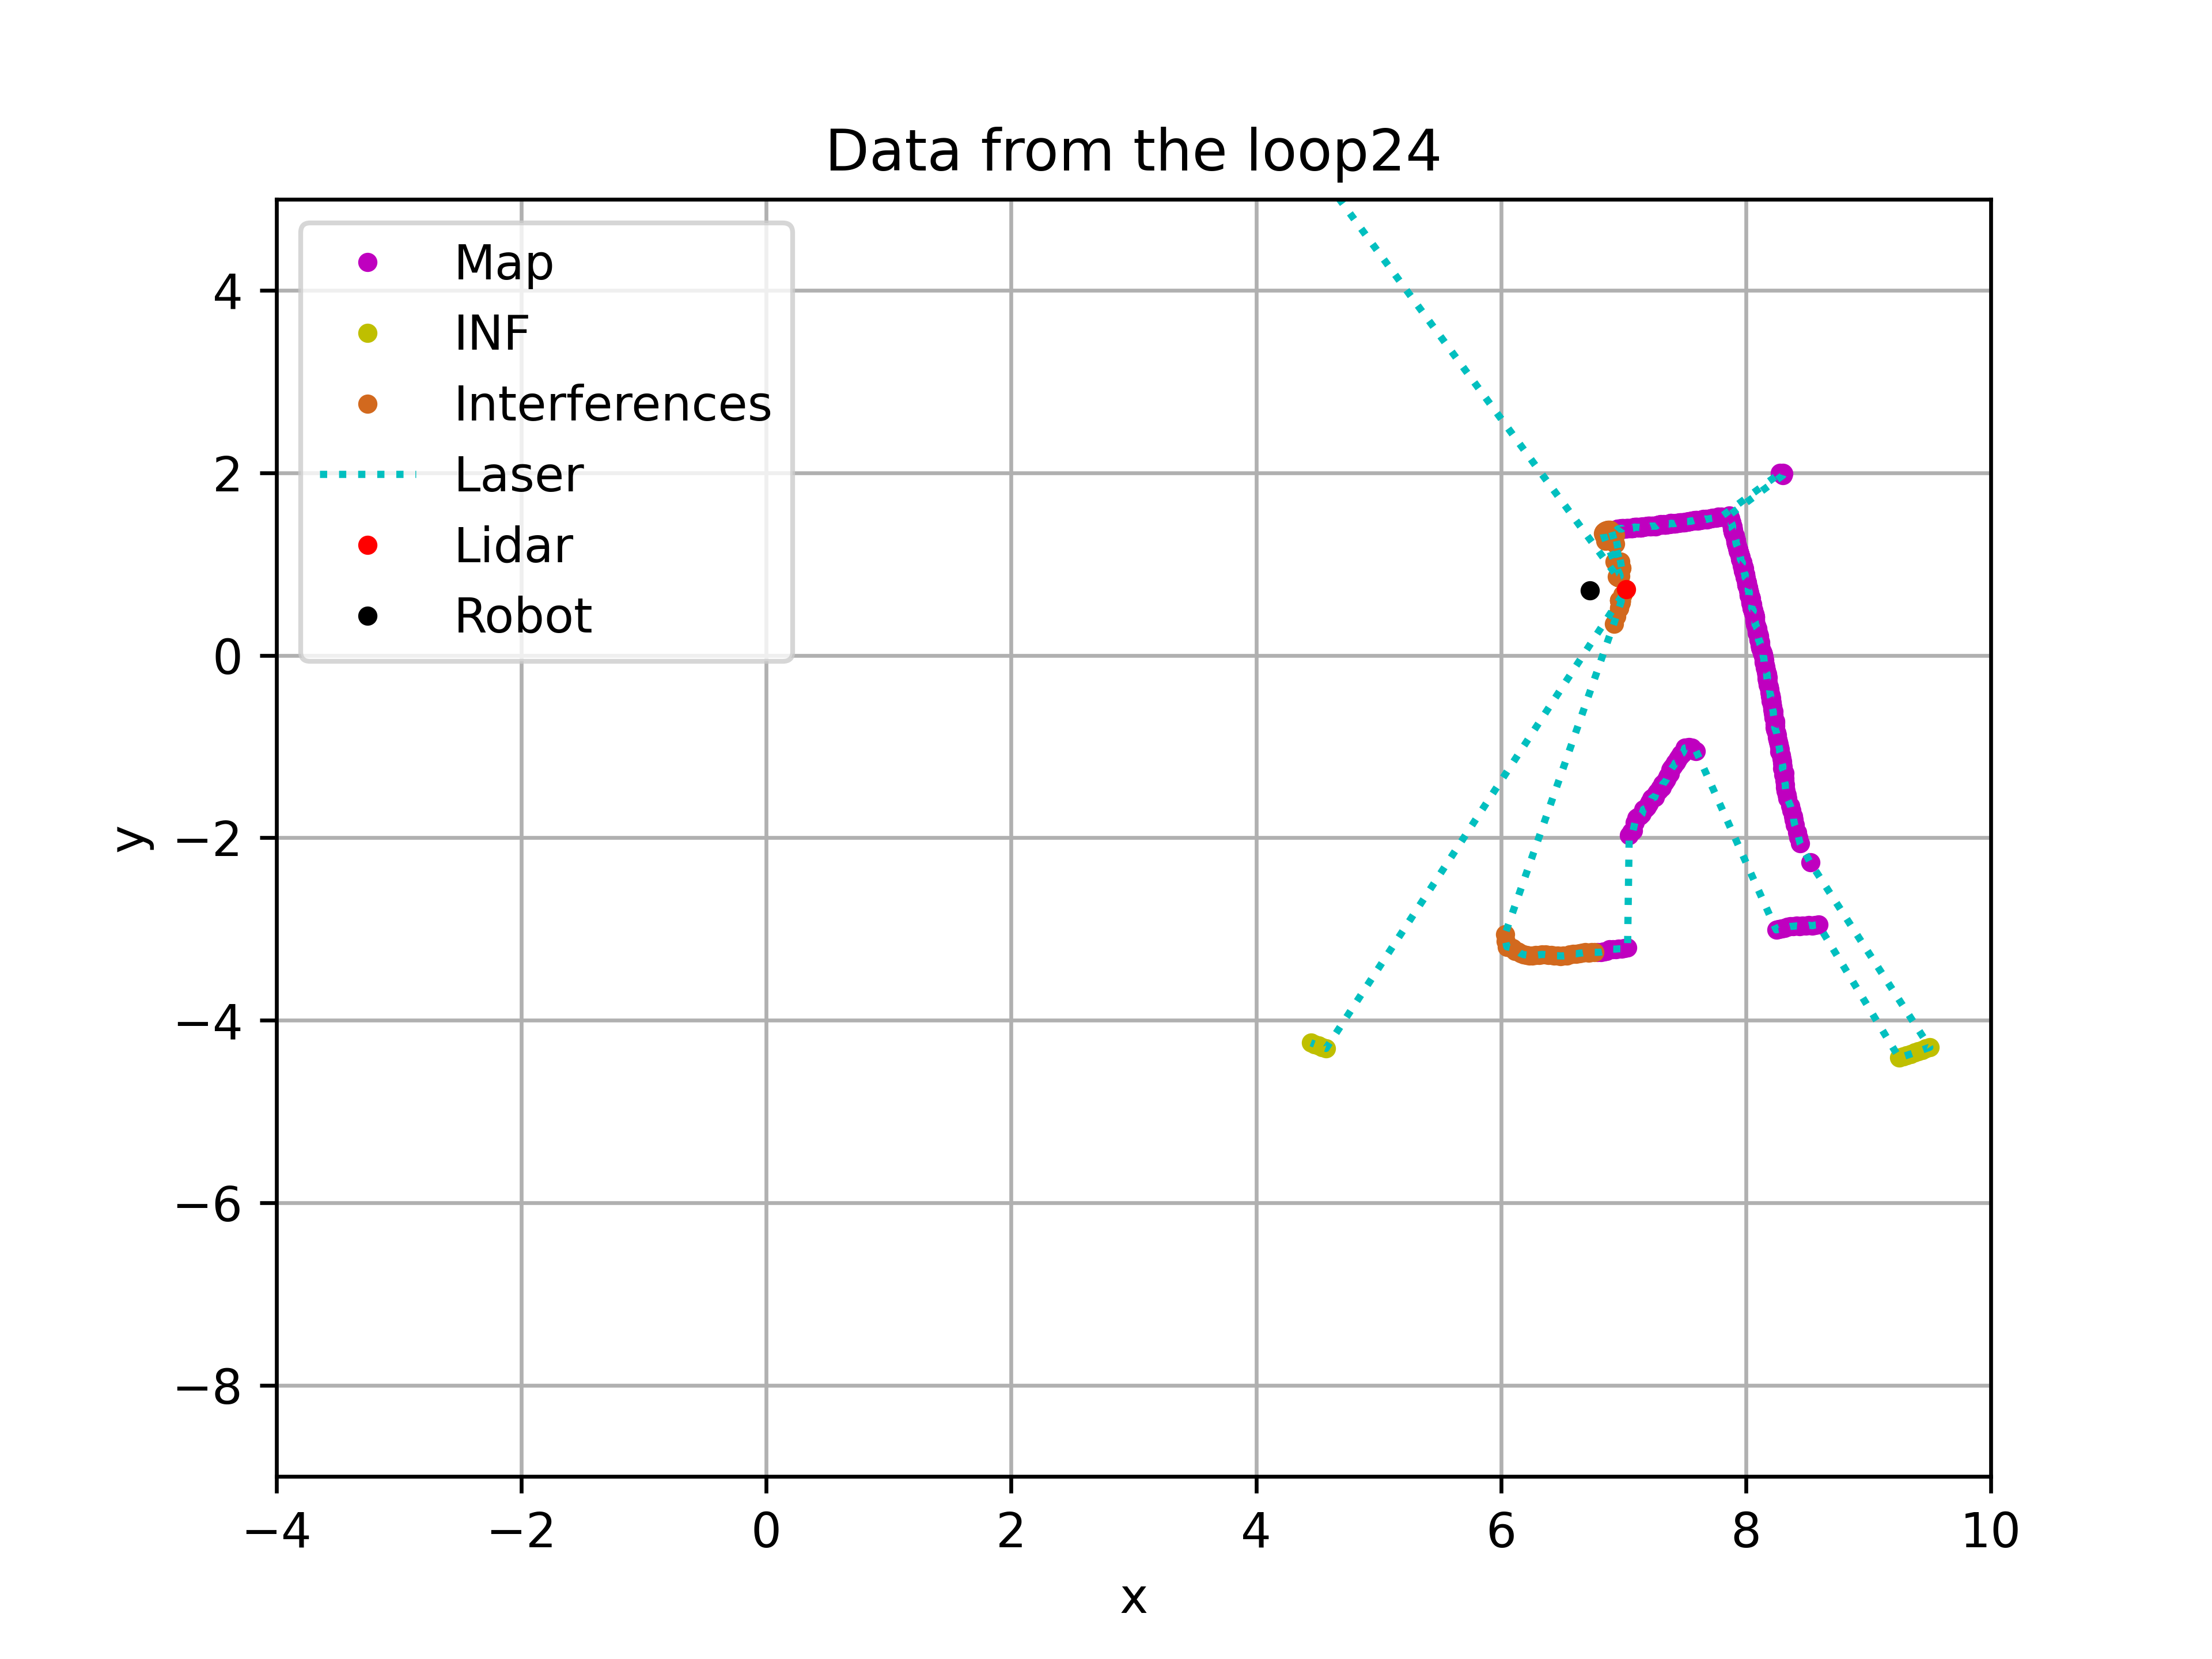 Data from the loop24
Map
INF
Interferences
Laser
Lidar
Robot
4
2
0
−2
−4
−6
−8
y
−4 −2 0 2 4 6 8 10
x